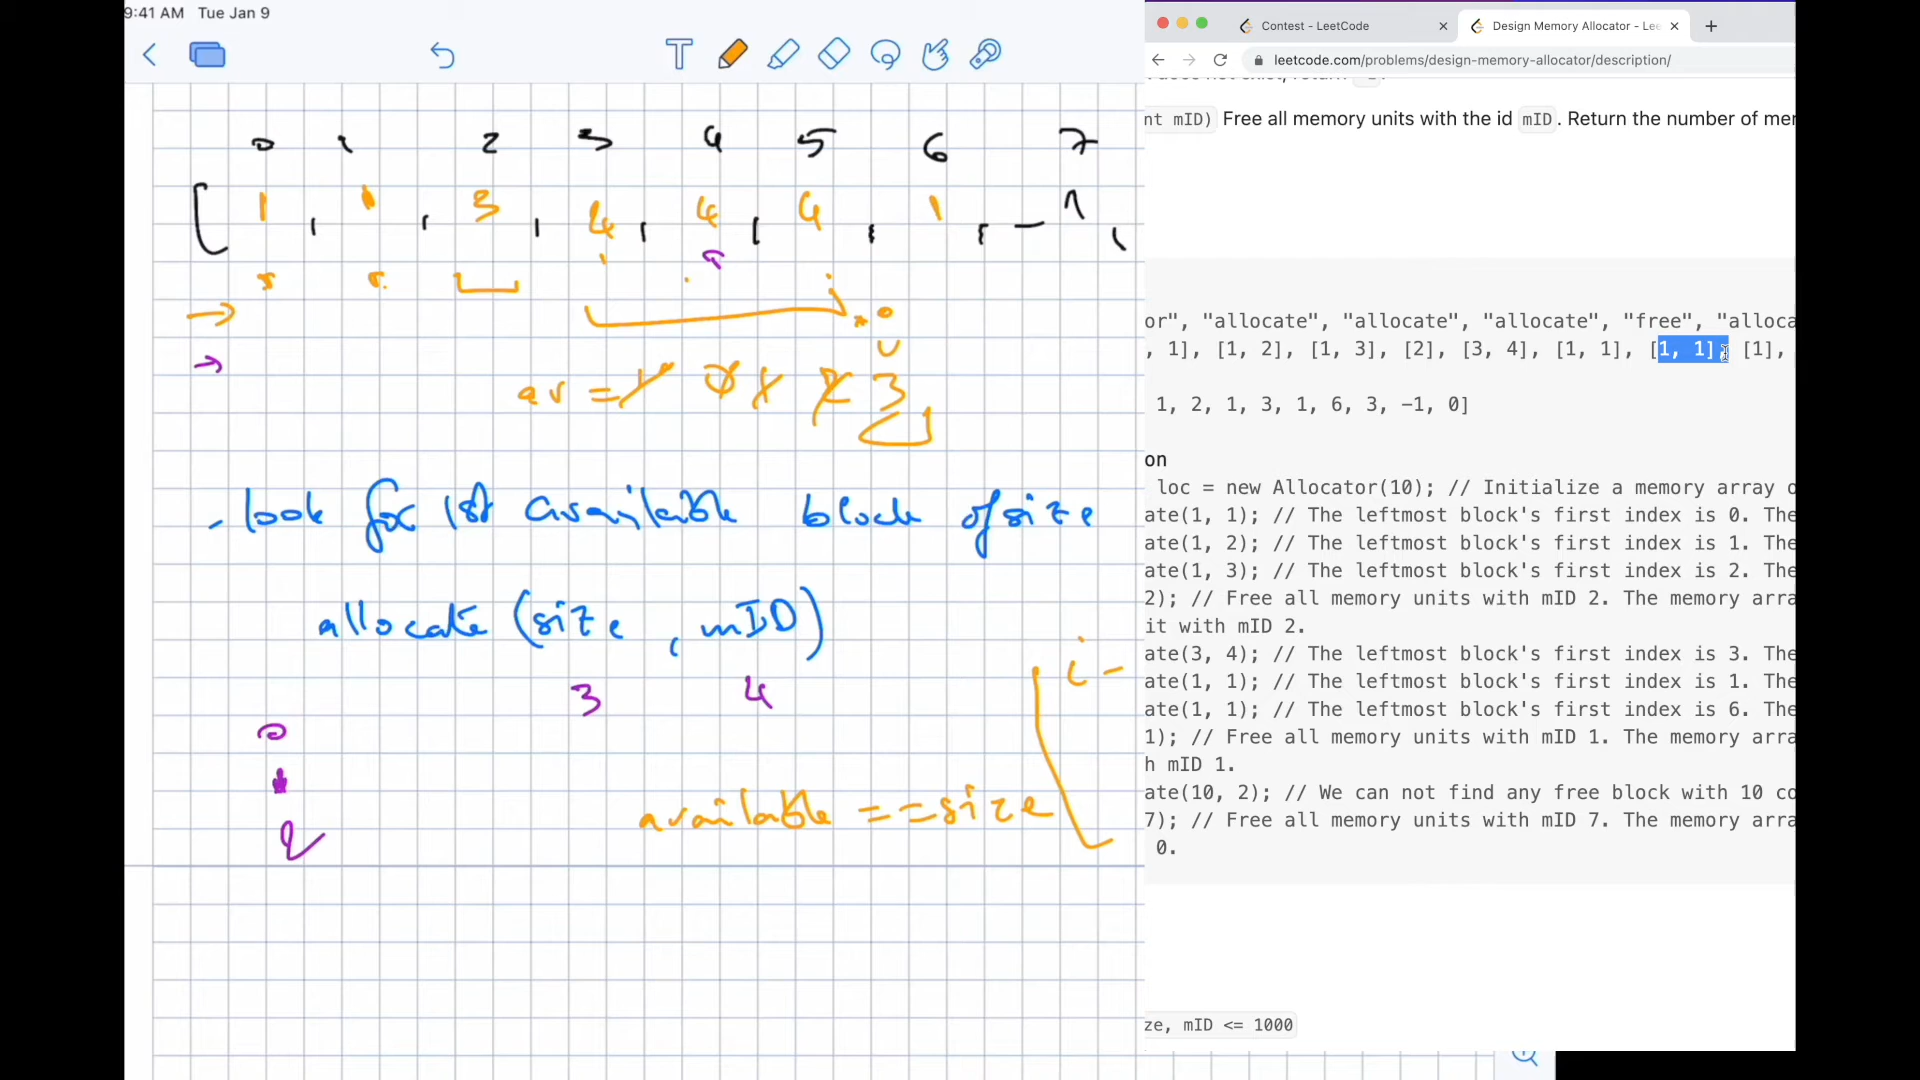 9:41 AM Tue Jan 9
0 1 2 3 4 5 6 7
[ 1 , 1 , 3 , 4 , 4 , 4 , 1 , - 1 ,
- look for 1st available block of size
allocate (size , mID)
3 4
0
available == size
i -
Contest - LeetCode
Design Memory Allocator - Lee
leetcode.com/problems/design-memory-allocator/description/
nt mID) Free all memory units with the id mID. Return the number of mer
or", "allocate", "allocate", "allocate", "free", "alloca
, 1], [1, 2], [1, 3], [2], [3, 4], [1, 1], [1, 1], [1],
1, 2, 1, 3, 1, 6, 3, -1, 0]
on
loc = new Allocator(10); // Initialize a memory array o
ate(1, 1); // The leftmost block's first index is 0. The
ate(1, 2); // The leftmost block's first index is 1. The
ate(1, 3); // The leftmost block's first index is 2. The
2); // Free all memory units with mID 2. The memory arra
it with mID 2.
ate(3, 4); // The leftmost block's first index is 3. The
ate(1, 1); // The leftmost block's first index is 1. The
ate(1, 1); // The leftmost block's first index is 6. The
1); // Free all memory units with mID 1. The memory arra
h mID 1.
ate(10, 2); // We can not find any free block with 10 co
7); // Free all memory units with mID 7. The memory arra
0.
ze, mID <= 1000